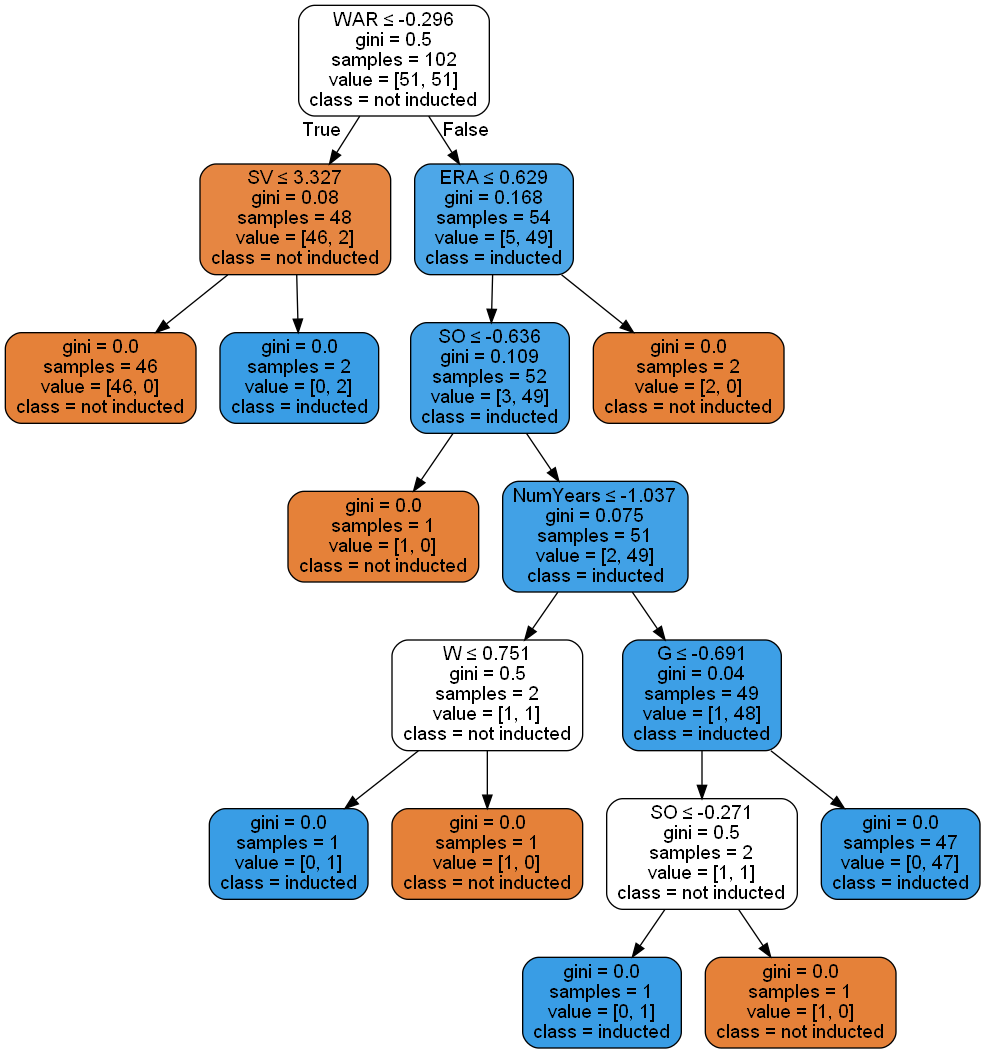 WAR ≤ -0.296
gini = 0.5
samples = 102
value = [51, 51]
class = not inducted
True
False
SV ≤ 3.327
gini = 0.08
samples = 48
value = [46, 2]
class = not inducted
ERA ≤ 0.629
gini = 0.168
samples = 54
value = [5, 49]
class = inducted
gini = 0.0
samples = 46
value = [46, 0]
class = not inducted
gini = 0.0
samples = 2
value = [0, 2]
class = inducted
SO ≤ -0.636
gini = 0.109
samples = 52
value = [3, 49]
class = inducted
gini = 0.0
samples = 2
value = [2, 0]
class = not inducted
gini = 0.0
samples = 1
value = [1, 0]
class = not inducted
NumYears ≤ -1.037
gini = 0.075
samples = 51
value = [2, 49]
class = inducted
W ≤ 0.751
gini = 0.5
samples = 2
value = [1, 1]
class = not inducted
G ≤ -0.691
gini = 0.04
samples = 49
value = [1, 48]
class = inducted
gini = 0.0
samples = 1
value = [0, 1]
class = inducted
gini = 0.0
samples = 1
value = [1, 0]
class = not inducted
SO ≤ -0.271
gini = 0.5
samples = 2
value = [1, 1]
class = not inducted
gini = 0.0
samples = 47
value = [0, 47]
class = inducted
gini = 0.0
samples = 1
value = [0, 1]
class = inducted
gini = 0.0
samples = 1
value = [1, 0]
class = not inducted